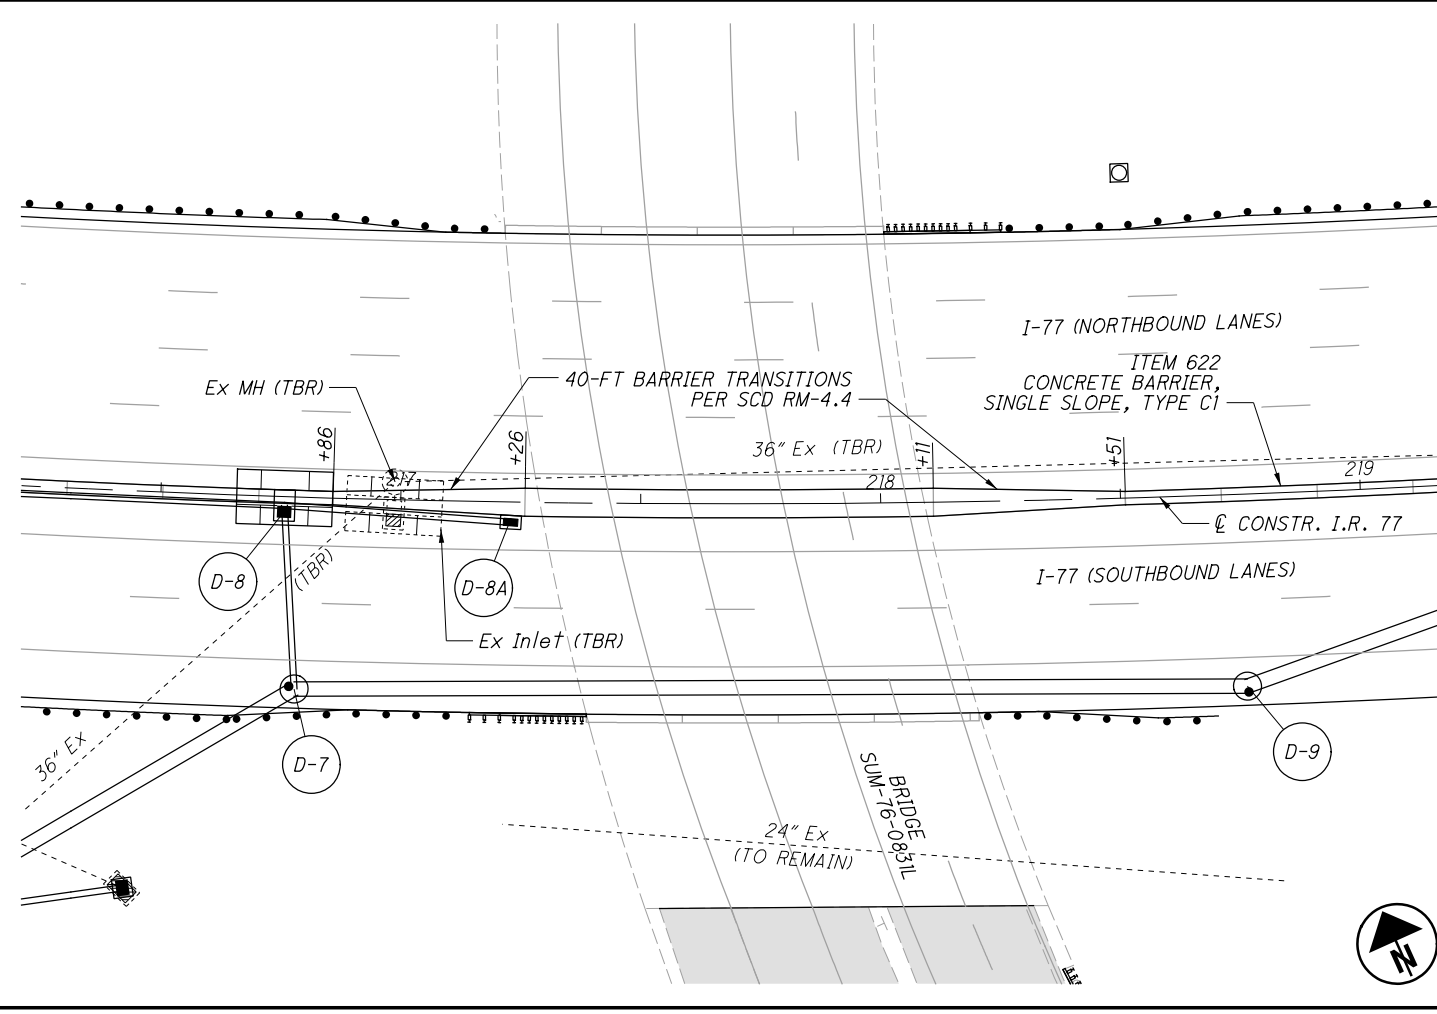 I-77 (NORTHBOUND LANES)
ITEM 622
CONCRETE BARRIER,
SINGLE SLOPE, TYPE C1
Ex MH (TBR)
40-FT BARRIER TRANSITIONS
PER SCD RM-4.4
+86
+26
36" Ex (TBR)
+11
+51
217
218
219
℄ CONSTR. I.R. 77
D-8
(TBR)
D-8A
I-77 (SOUTHBOUND LANES)
Ex Inlet (TBR)
36" Ex
D-7
D-9
BRIDGE
SUM-76-0831L
24" Ex
(TO REMAIN)
N